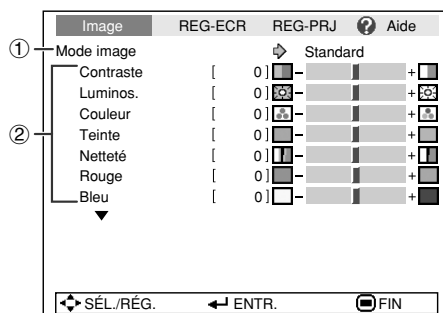 Image REG-ECR REG-PRJ ? Aide
① Mode image Standard
② Contraste [ 0 ] – +
Luminos. [ 0 ] – +
Couleur [ 0 ] – +
Teinte [ 0 ] – +
Netteté [ 0 ] – +
Rouge [ 0 ] – +
Bleu [ 0 ] – +
SÉL./RÉG. ENTR. FIN